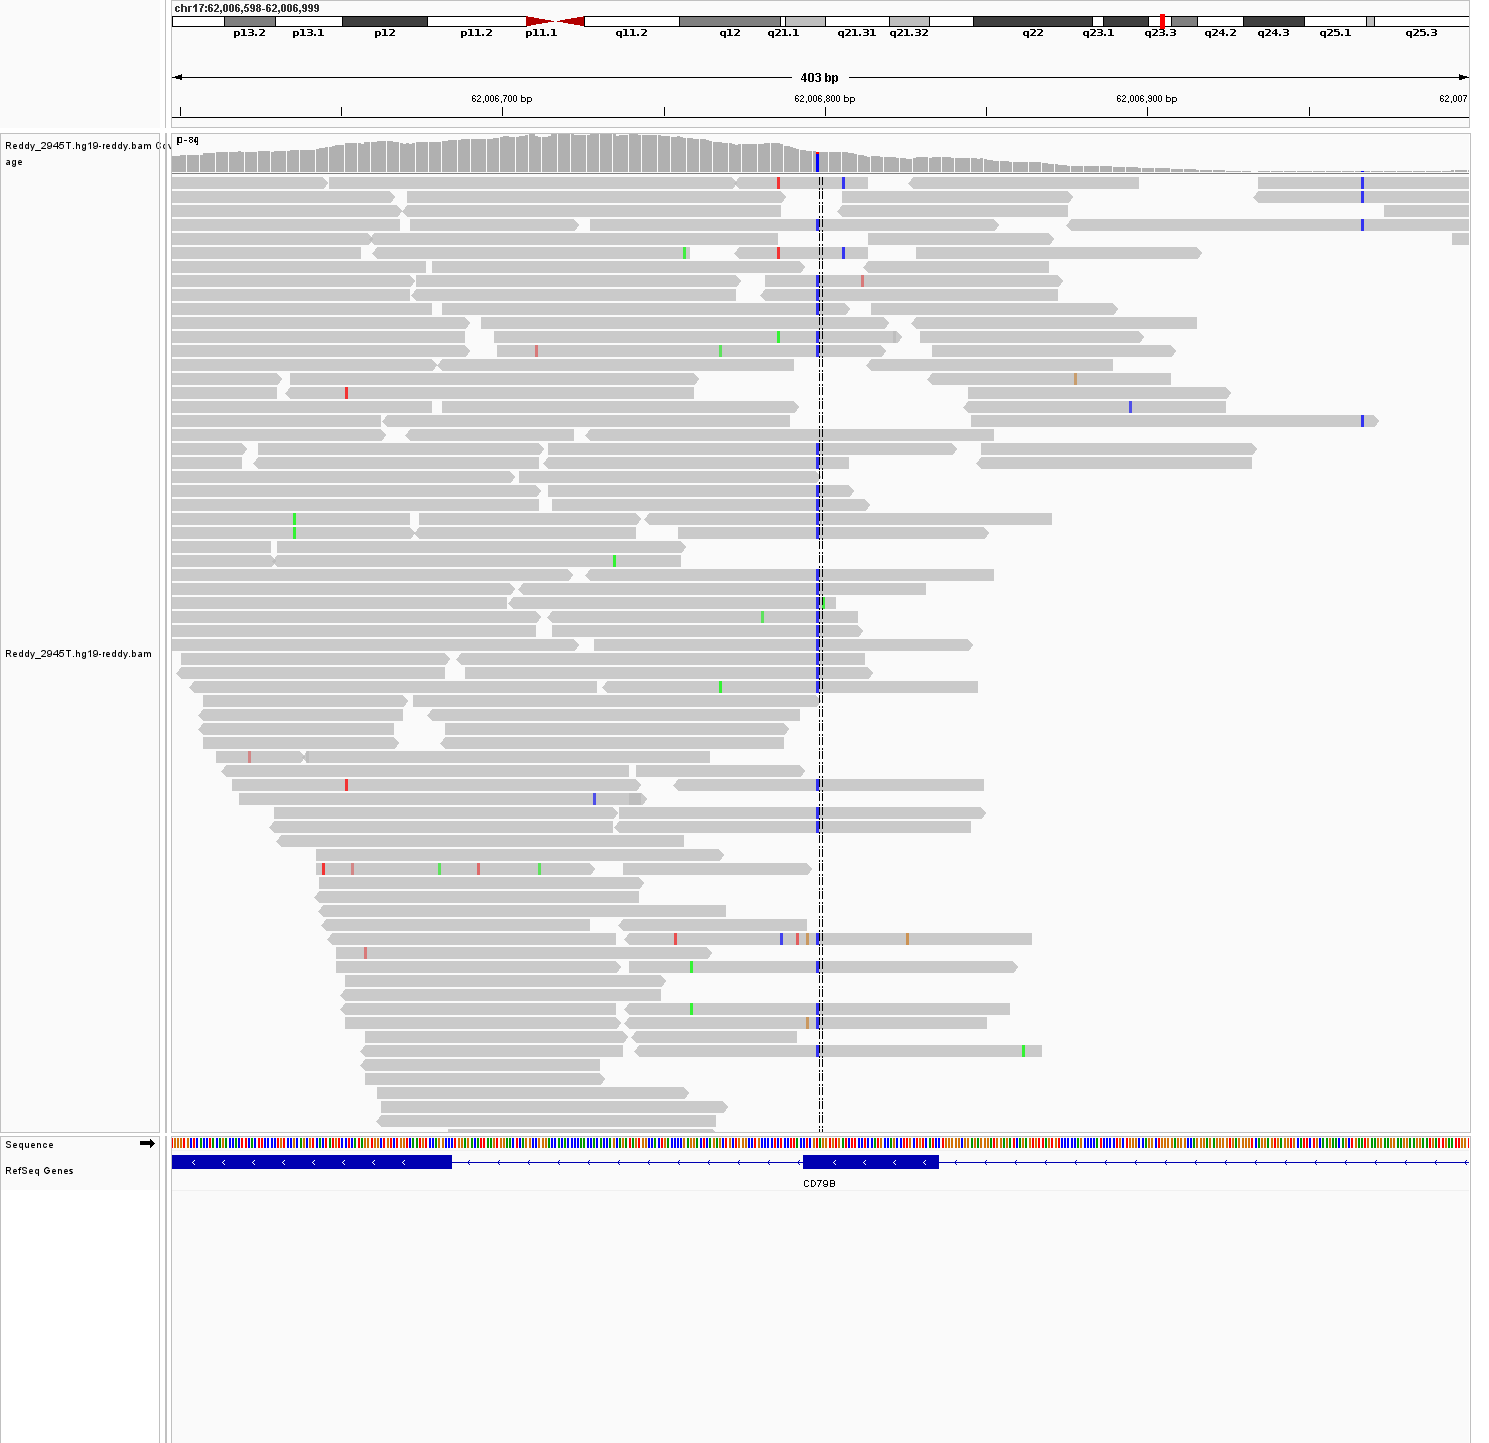 chr17:62,006,598-62,006,999
p13.2 p13.1 p12 p11.2 p11.1 q11.2 q12 q21.1 q21.31 q21.32 q22 q23.1 q23.3 q24.2 q24.3 q25.1 q25.3
403 bp
62,006,700 bp 62,006,800 bp 62,006,900 bp 62,007
Reddy_2945T.hg19-reddy.bam Cov
age
[0-84]
Reddy_2945T.hg19-reddy.bam
Sequence
RefSeq Genes
CD79B